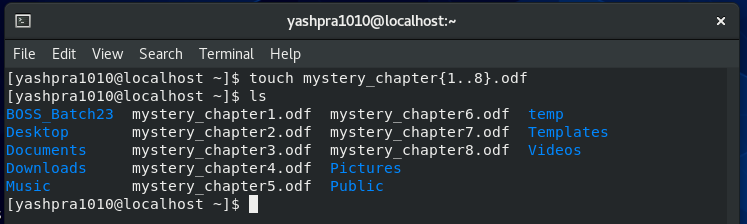 yashpra1010@localhost:~
File Edit View Search Terminal Help
[yashpra1010@localhost ~]$ touch mystery_chapter{1..8}.odf
[yashpra1010@localhost ~]$ ls
BOSS_Batch23 mystery_chapter1.odf mystery_chapter6.odf temp
Desktop mystery_chapter2.odf mystery_chapter7.odf Templates
Documents mystery_chapter3.odf mystery_chapter8.odf Videos
Downloads mystery_chapter4.odf Pictures
Music mystery_chapter5.odf Public
[yashpra1010@localhost ~]$